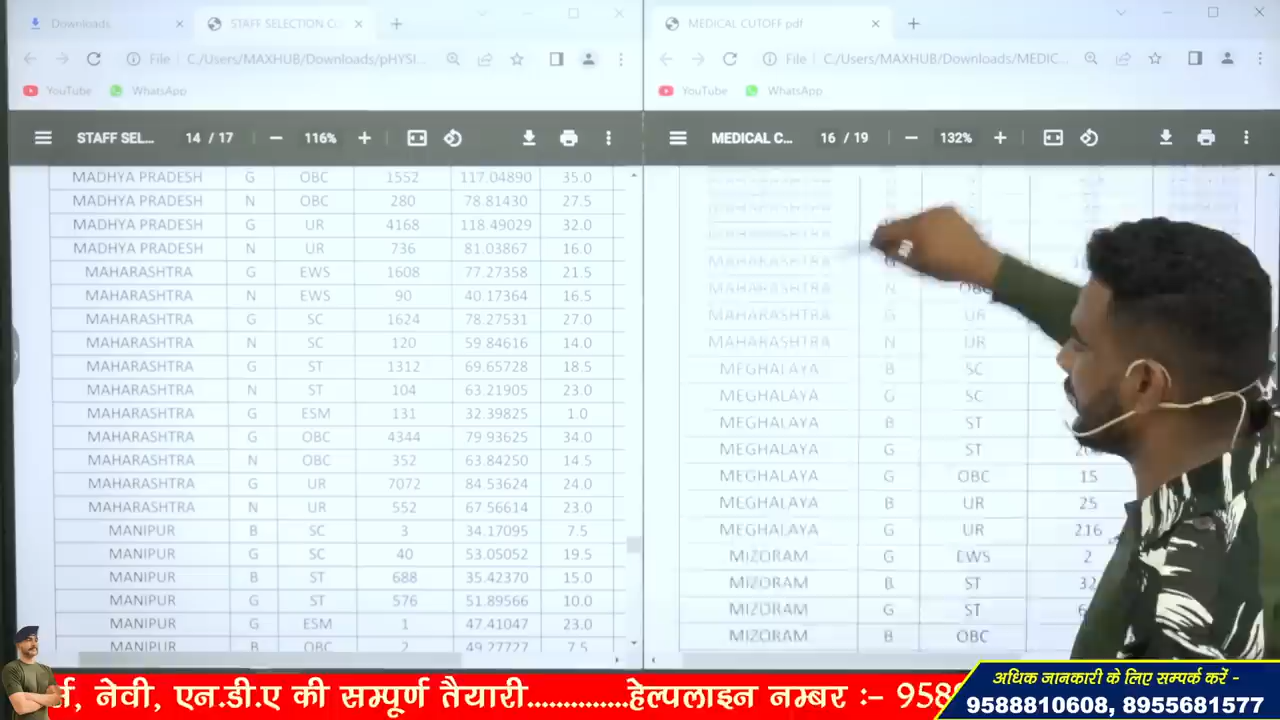 Downloads
STAFF SELECTION Co
MEDICAL CUTOFF.pdf
File C:/Users/MAXHUB/Downloads/pHYSI...
File C:/Users/MAXHUB/Downloads/MEDIC...
YouTube WhatsApp
YouTube WhatsApp
STAFF SEL... 14 / 17 116%
MEDICAL C... 16 / 19 132%
MADHYA PRADESH G OBC 1552 117.04890 35.0
MADHYA PRADESH N OBC 280 78.81430 27.5
MADHYA PRADESH G UR 4168 118.49029 32.0
MADHYA PRADESH N UR 736 81.03867 16.0
MAHARASHTRA G EWS 1608 77.27358 21.5
MAHARASHTRA N EWS 90 40.17364 16.5
MAHARASHTRA G SC 1624 78.27531 27.0
MAHARASHTRA N SC 120 59.84616 14.0
MAHARASHTRA G ST 1312 69.65728 18.5
MAHARASHTRA N ST 104 63.21905 23.0
MAHARASHTRA G ESM 131 32.39825 1.0
MAHARASHTRA G OBC 4344 79.93625 34.0
MAHARASHTRA N OBC 352 63.84250 14.5
MAHARASHTRA G UR 7072 84.53624 24.0
MAHARASHTRA N UR 552 67.56614 23.0
MANIPUR B SC 3 34.17095 7.5
MANIPUR G SC 40 53.05052 19.5
MANIPUR B ST 688 35.42370 15.0
MANIPUR G ST 576 51.89566 10.0
MANIPUR G ESM 1 47.41047 23.0
MANIPUR B OBC 2 49.27727 7.5
MAHARASHTRA
MAHARASHTRA G
MAHARASHTRA N OBC
MAHARASHTRA G UR
MAHARASHTRA N UR
MEGHALAYA B SC
MEGHALAYA G SC
MEGHALAYA B ST
MEGHALAYA G ST
MEGHALAYA G OBC 15
MEGHALAYA B UR 25
MEGHALAYA G UR 216
MIZORAM G EWS 2
MIZORAM B ST
MIZORAM G ST
MIZORAM B OBC
र्स, नेवी, एन.डी.ए की सम्पूर्ण तैयारी.............हेल्पलाइन नम्बर :- 958
अधिक जानकारी के लिए सम्पर्क करें -
9588810608, 8955681577